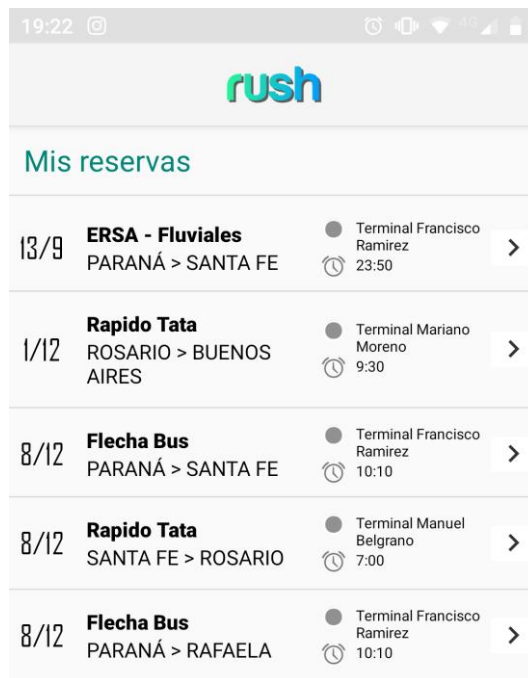 19:22
4G
rush
Mis reservas
13/9
ERSA - Fluviales
PARANÁ > SANTA FE
Terminal Francisco
Ramirez
23:50
1/12
Rapido Tata
ROSARIO > BUENOS
AIRES
Terminal Mariano
Moreno
9:30
8/12
Flecha Bus
PARANÁ > SANTA FE
Terminal Francisco
Ramirez
10:10
8/12
Rapido Tata
SANTA FE > ROSARIO
Terminal Manuel
Belgrano
7:00
8/12
Flecha Bus
PARANÁ > RAFAELA
Terminal Francisco
Ramirez
10:10